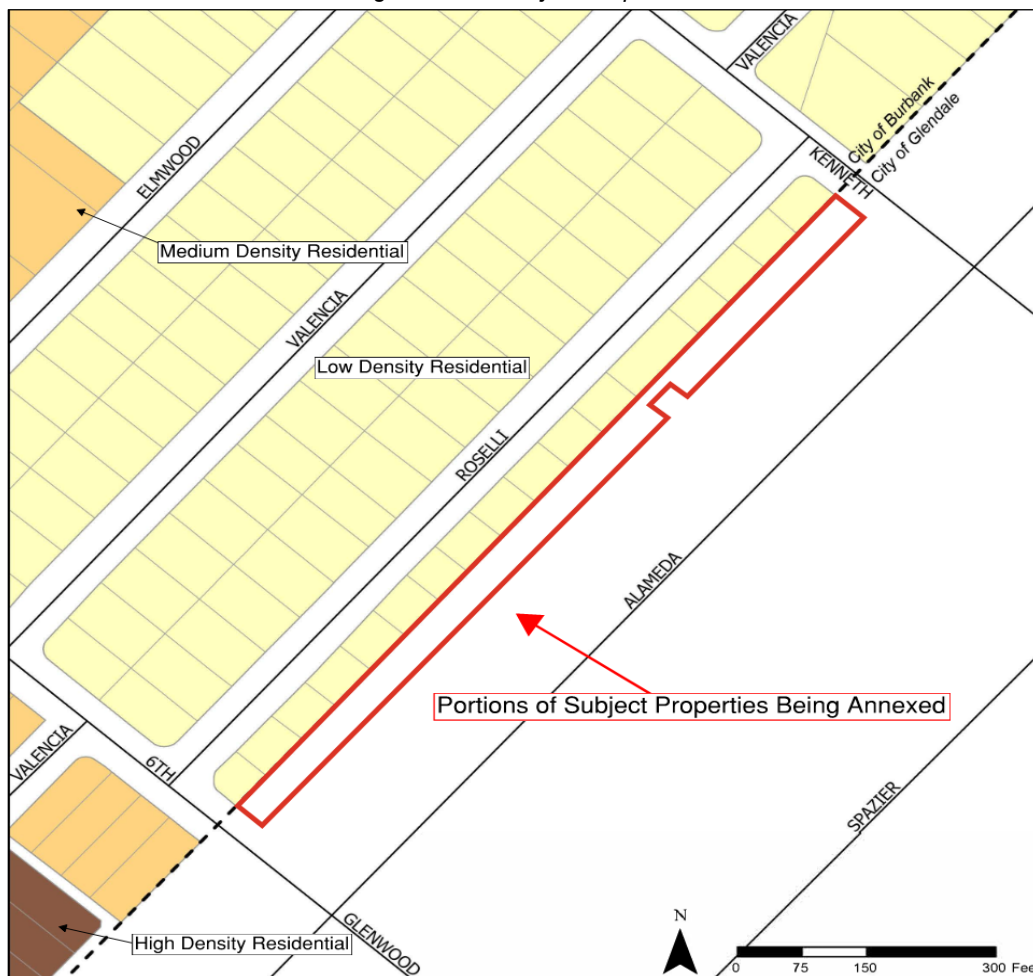 VALENCIA
City of Burbank
City of Glendale
KENNETH
ELMWOOD
Medium Density Residential
VALENCIA
Low Density Residential
ROSELLI
ALAMEDA
Portions of Subject Properties Being Annexed
VALENCIA
6TH
SPAZIER
GLENWOOD
High Density Residential
N
0 75 150 300 Fee